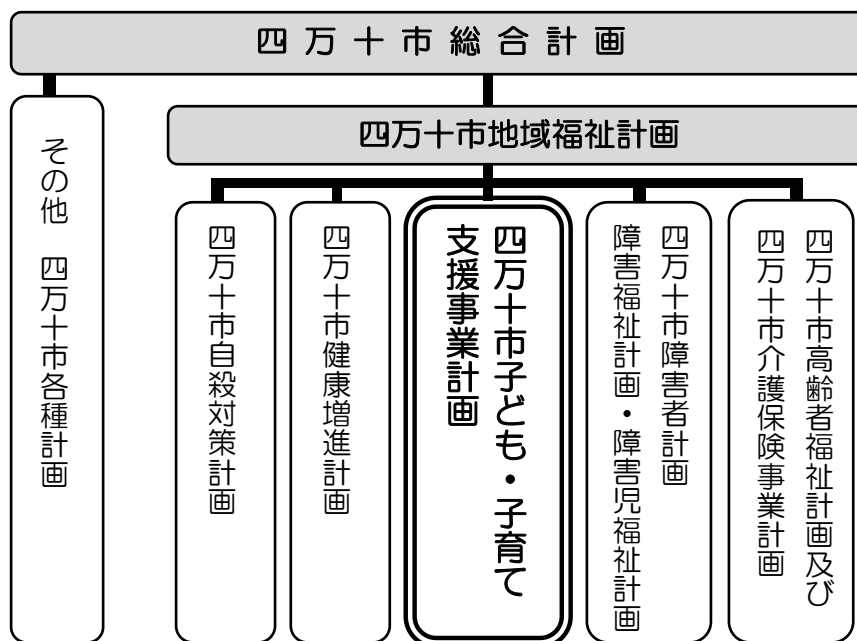 四万十市総合計画
四万十市地域福祉計画
その他　四万十市各種計画
四万十市自殺対策計画
四万十市健康増進計画
四万十市子ども・子育て
支援事業計画
四万十市障害者計画
障害福祉計画・障害児福祉計画
四万十市高齢者福祉計画及び
四万十市介護保険事業計画